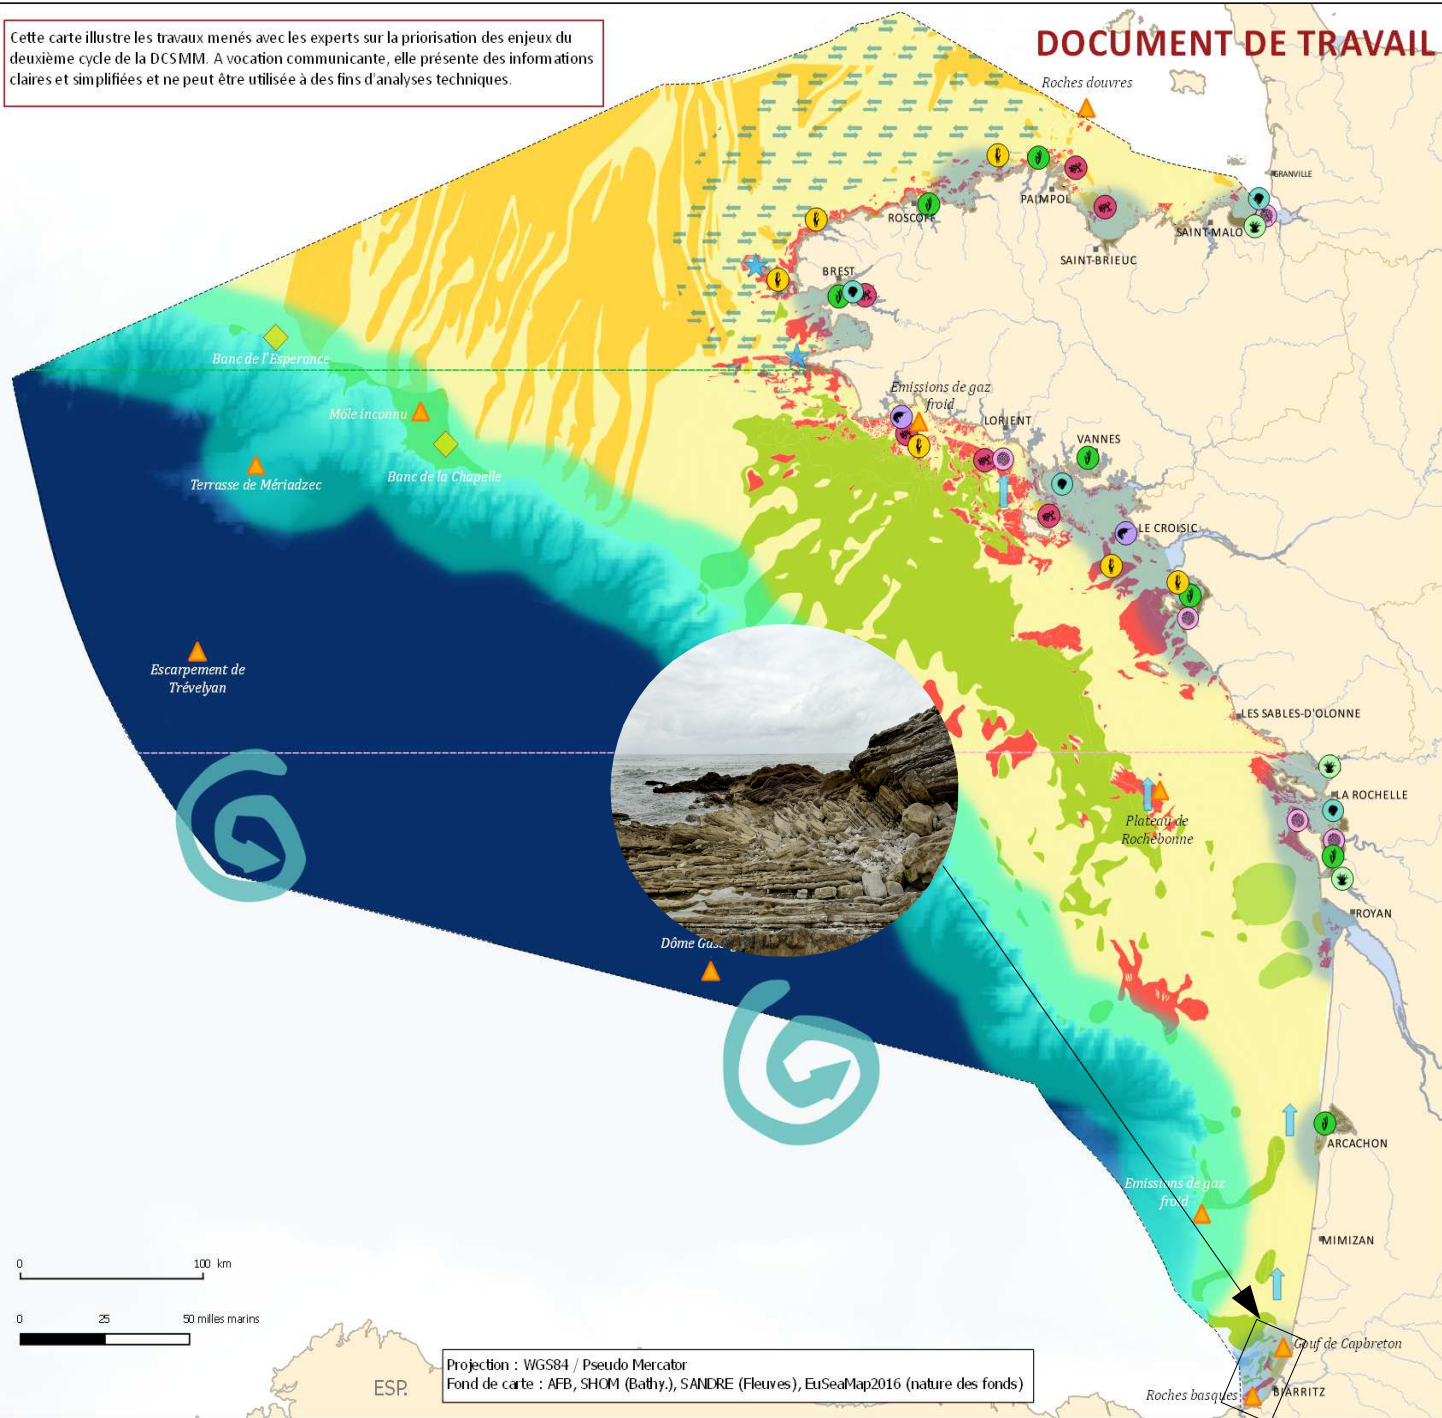 Cette carte illustre les travaux menés avec les experts sur la priorisation des enjeux du
deuxième cycle de la DCSMM. A vocation communicante, elle présente des informations
claires et simplifiées et ne peut être utilisée à des fins d'analyses techniques.
DOCUMENT DE TRAVAIL
Roches douvres
GRANVILLE
PAIMPOL
ROSCOFF
SAINT-MALO
SAINT-BRIEUC
BREST
Banc de l'Esperance
Emissions de gaz
froid
Môle inconnu
LORIENT
VANNES
Banc de la Chapelle
Terrasse de Mériadzec
LE CROISIC
Escarpement de
Trévelyan
LES SABLES-D'OLONNE
LA ROCHELLE
Plateau de
Rochebonne
ROYAN
Dôme
ARCACHON
Emissions de gaz
froid
MIMIZAN
0 100 km
0 25 50 milles marins
Gouf de Capbreton
Projection : WGS84 / Pseudo Mercator
Fond de carte : AFB, SHOM (Bathy.), SANDRE (Fleuves), EuSeaMap2016 (nature des fonds)
ESP.
Roches basques
BIARRITZ